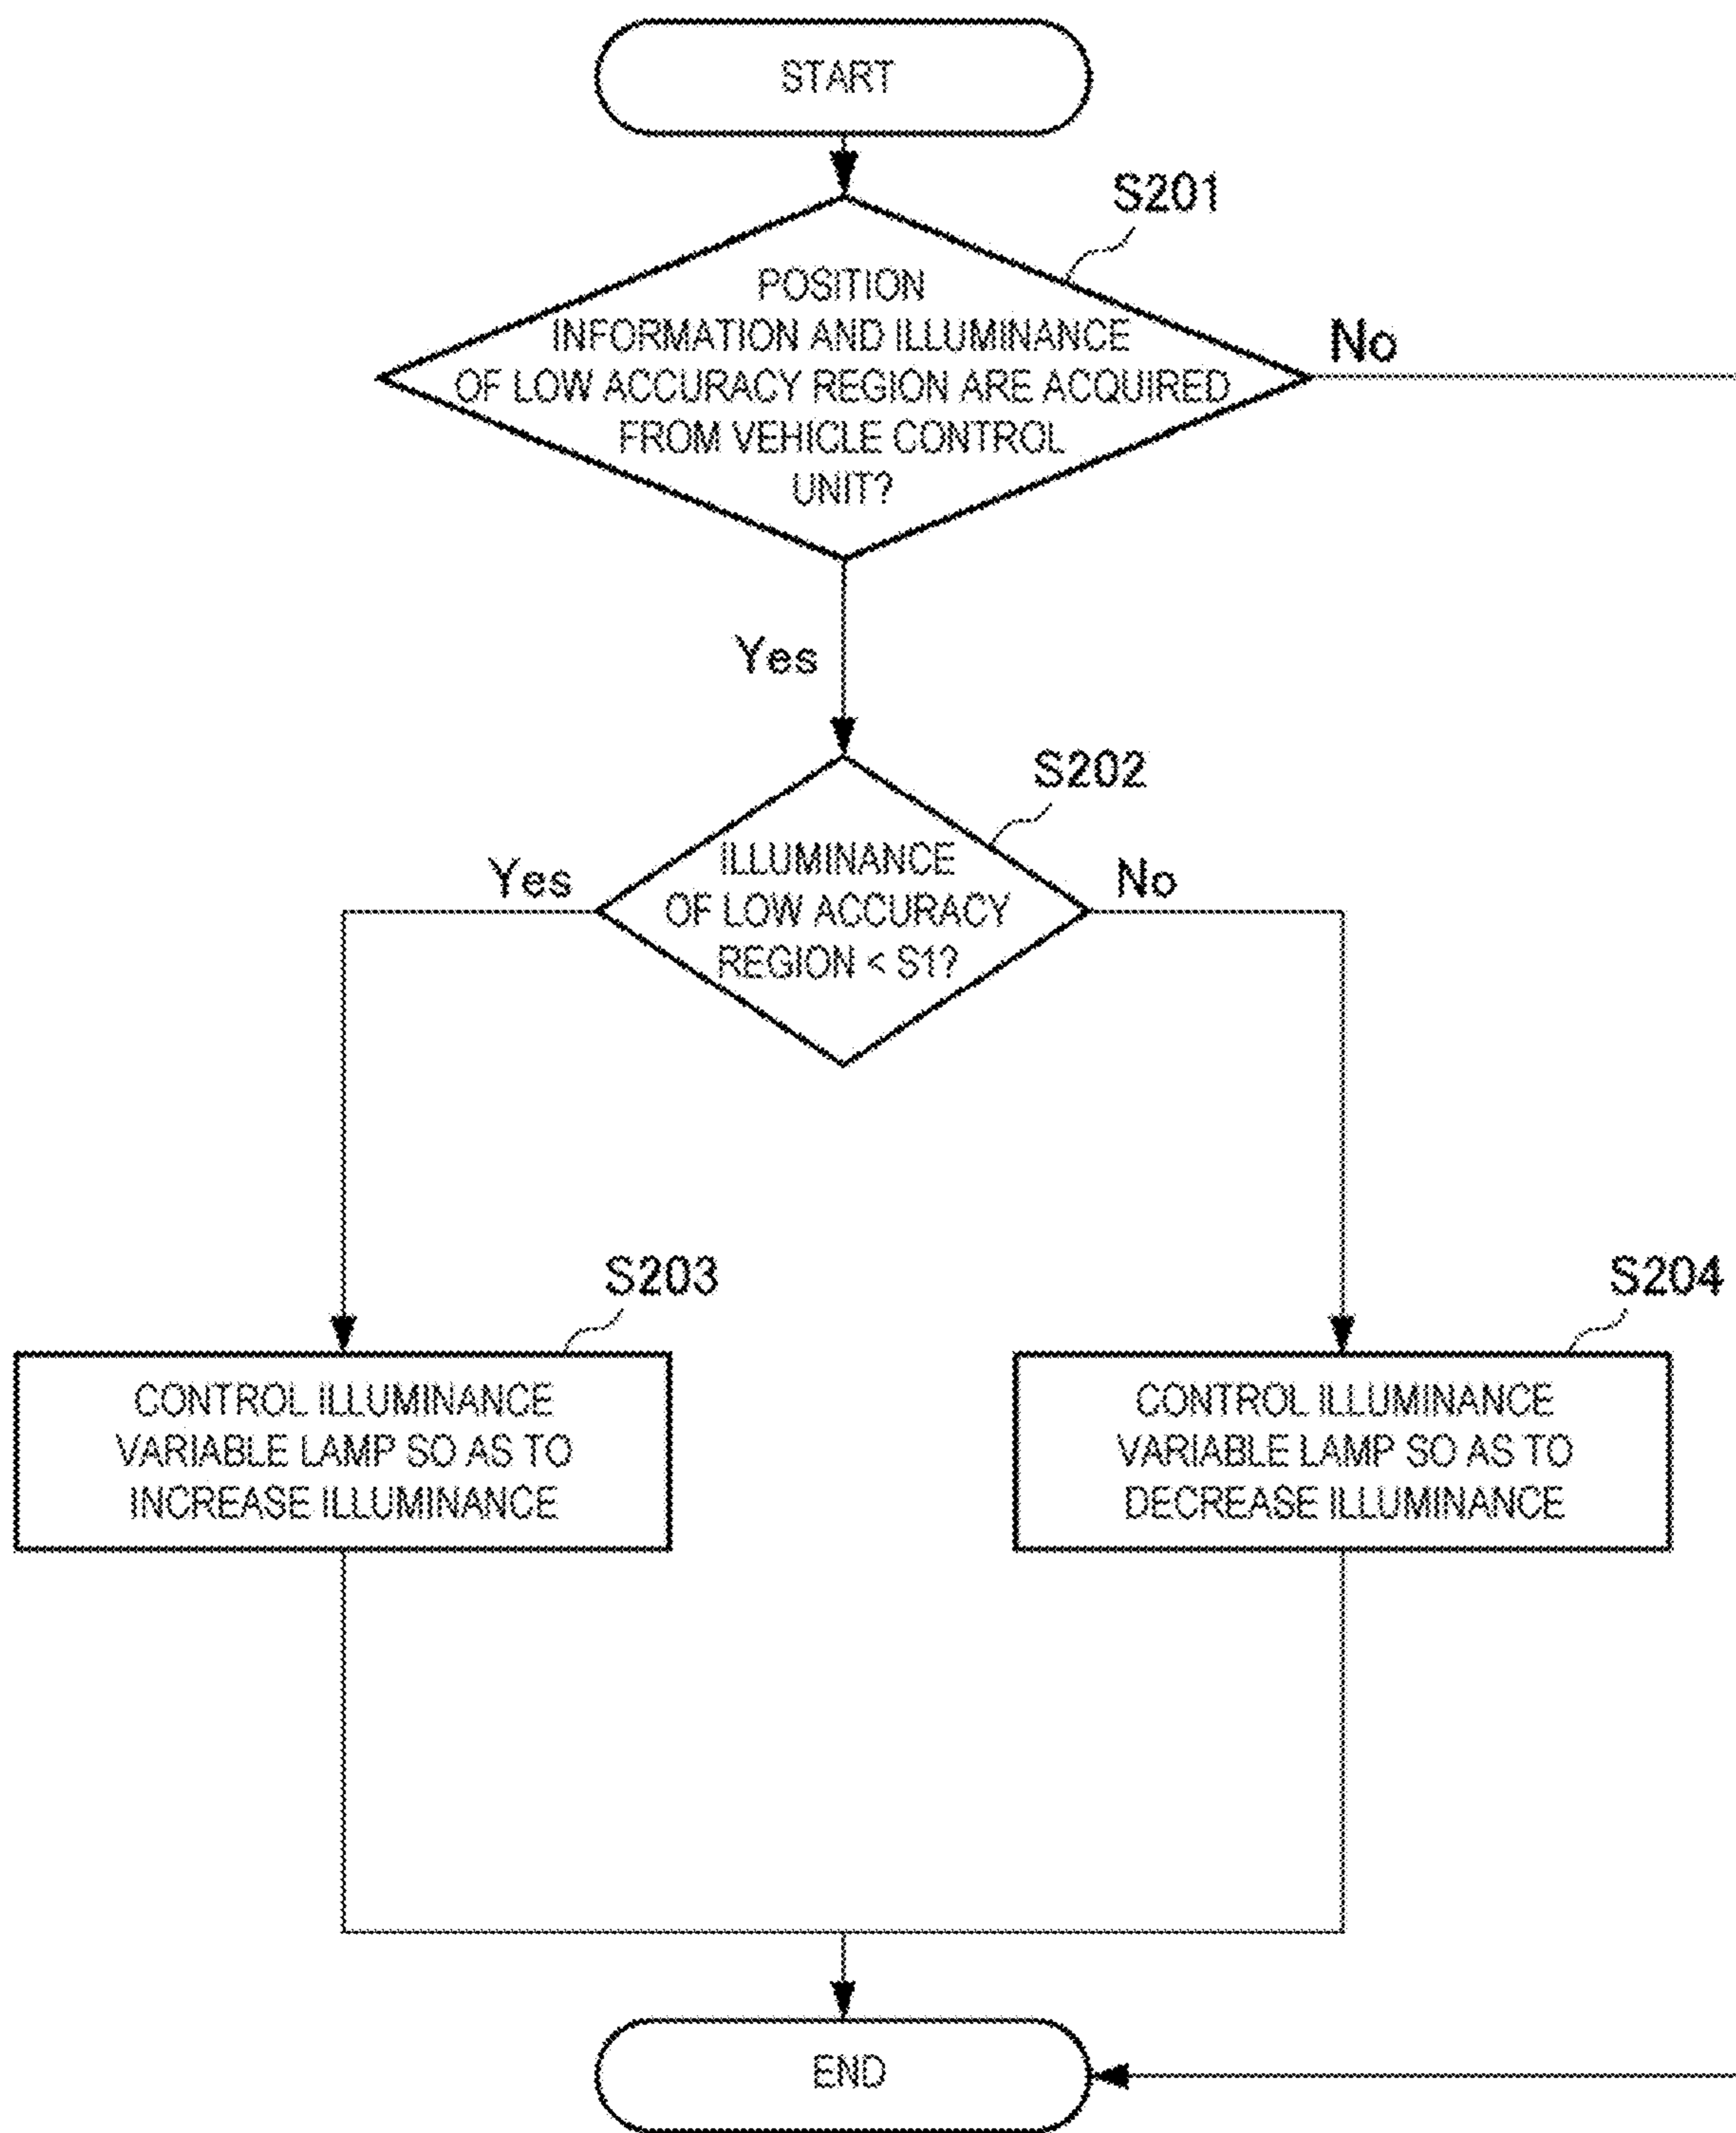 START
S201
POSITION
INFORMATION AND ILLUMINANCE
OF LOW ACCURACY REGION ARE ACQUIRED
FROM VEHICLE CONTROL
UNIT?
No
Yes
S202
ILLUMINANCE
OF LOW ACCURACY
REGION < S1?
Yes
No
S203
CONTROL ILLUMINANCE
VARIABLE LAMP SO AS TO
INCREASE ILLUMINANCE
S204
CONTROL ILLUMINANCE
VARIABLE LAMP SO AS TO
DECREASE ILLUMINANCE
END